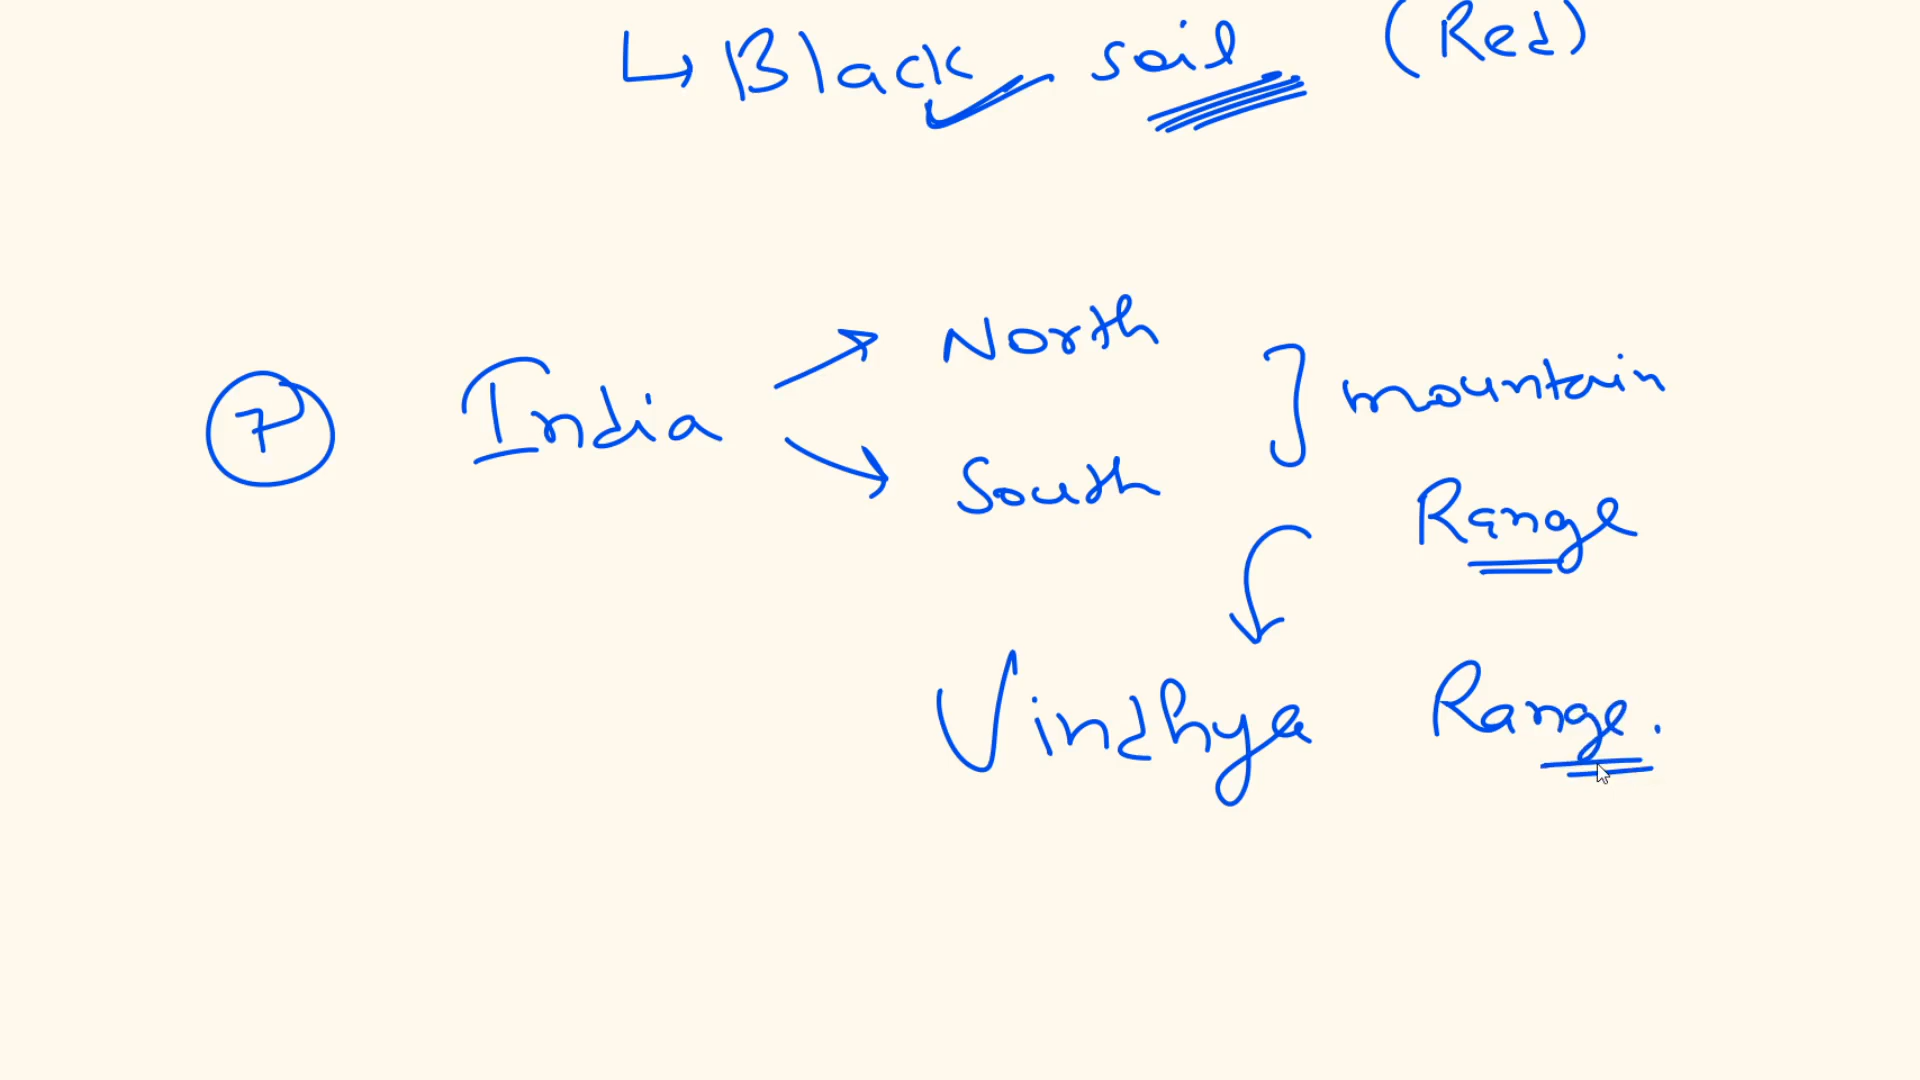 ↳ Black soil (Red)
7 India → North
→ South
} mountain
Range
Vindhya Range.